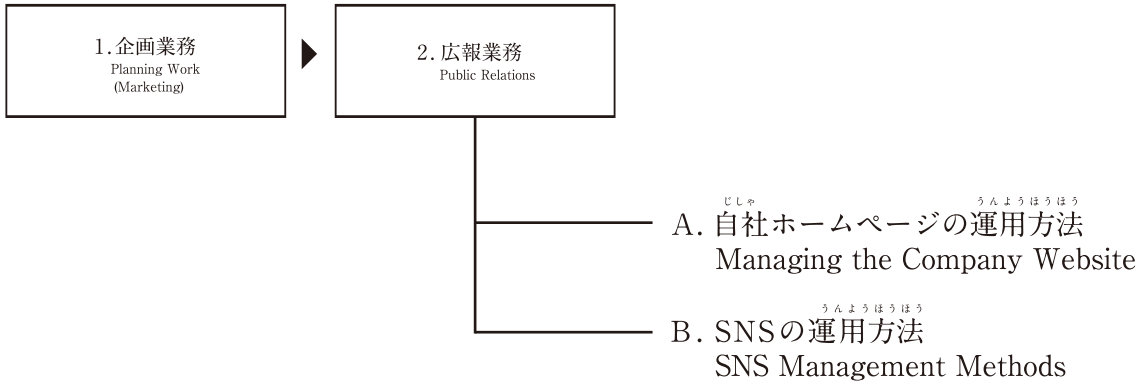 1. 企画業務
Planning Work
(Marketing)
2. 広報業務
Public Relations
じしゃ うんようほうほう
A. 自社ホームページの運用方法
Managing the Company Website
うんようほうほう
B. SNSの運用方法
SNS Management Methods